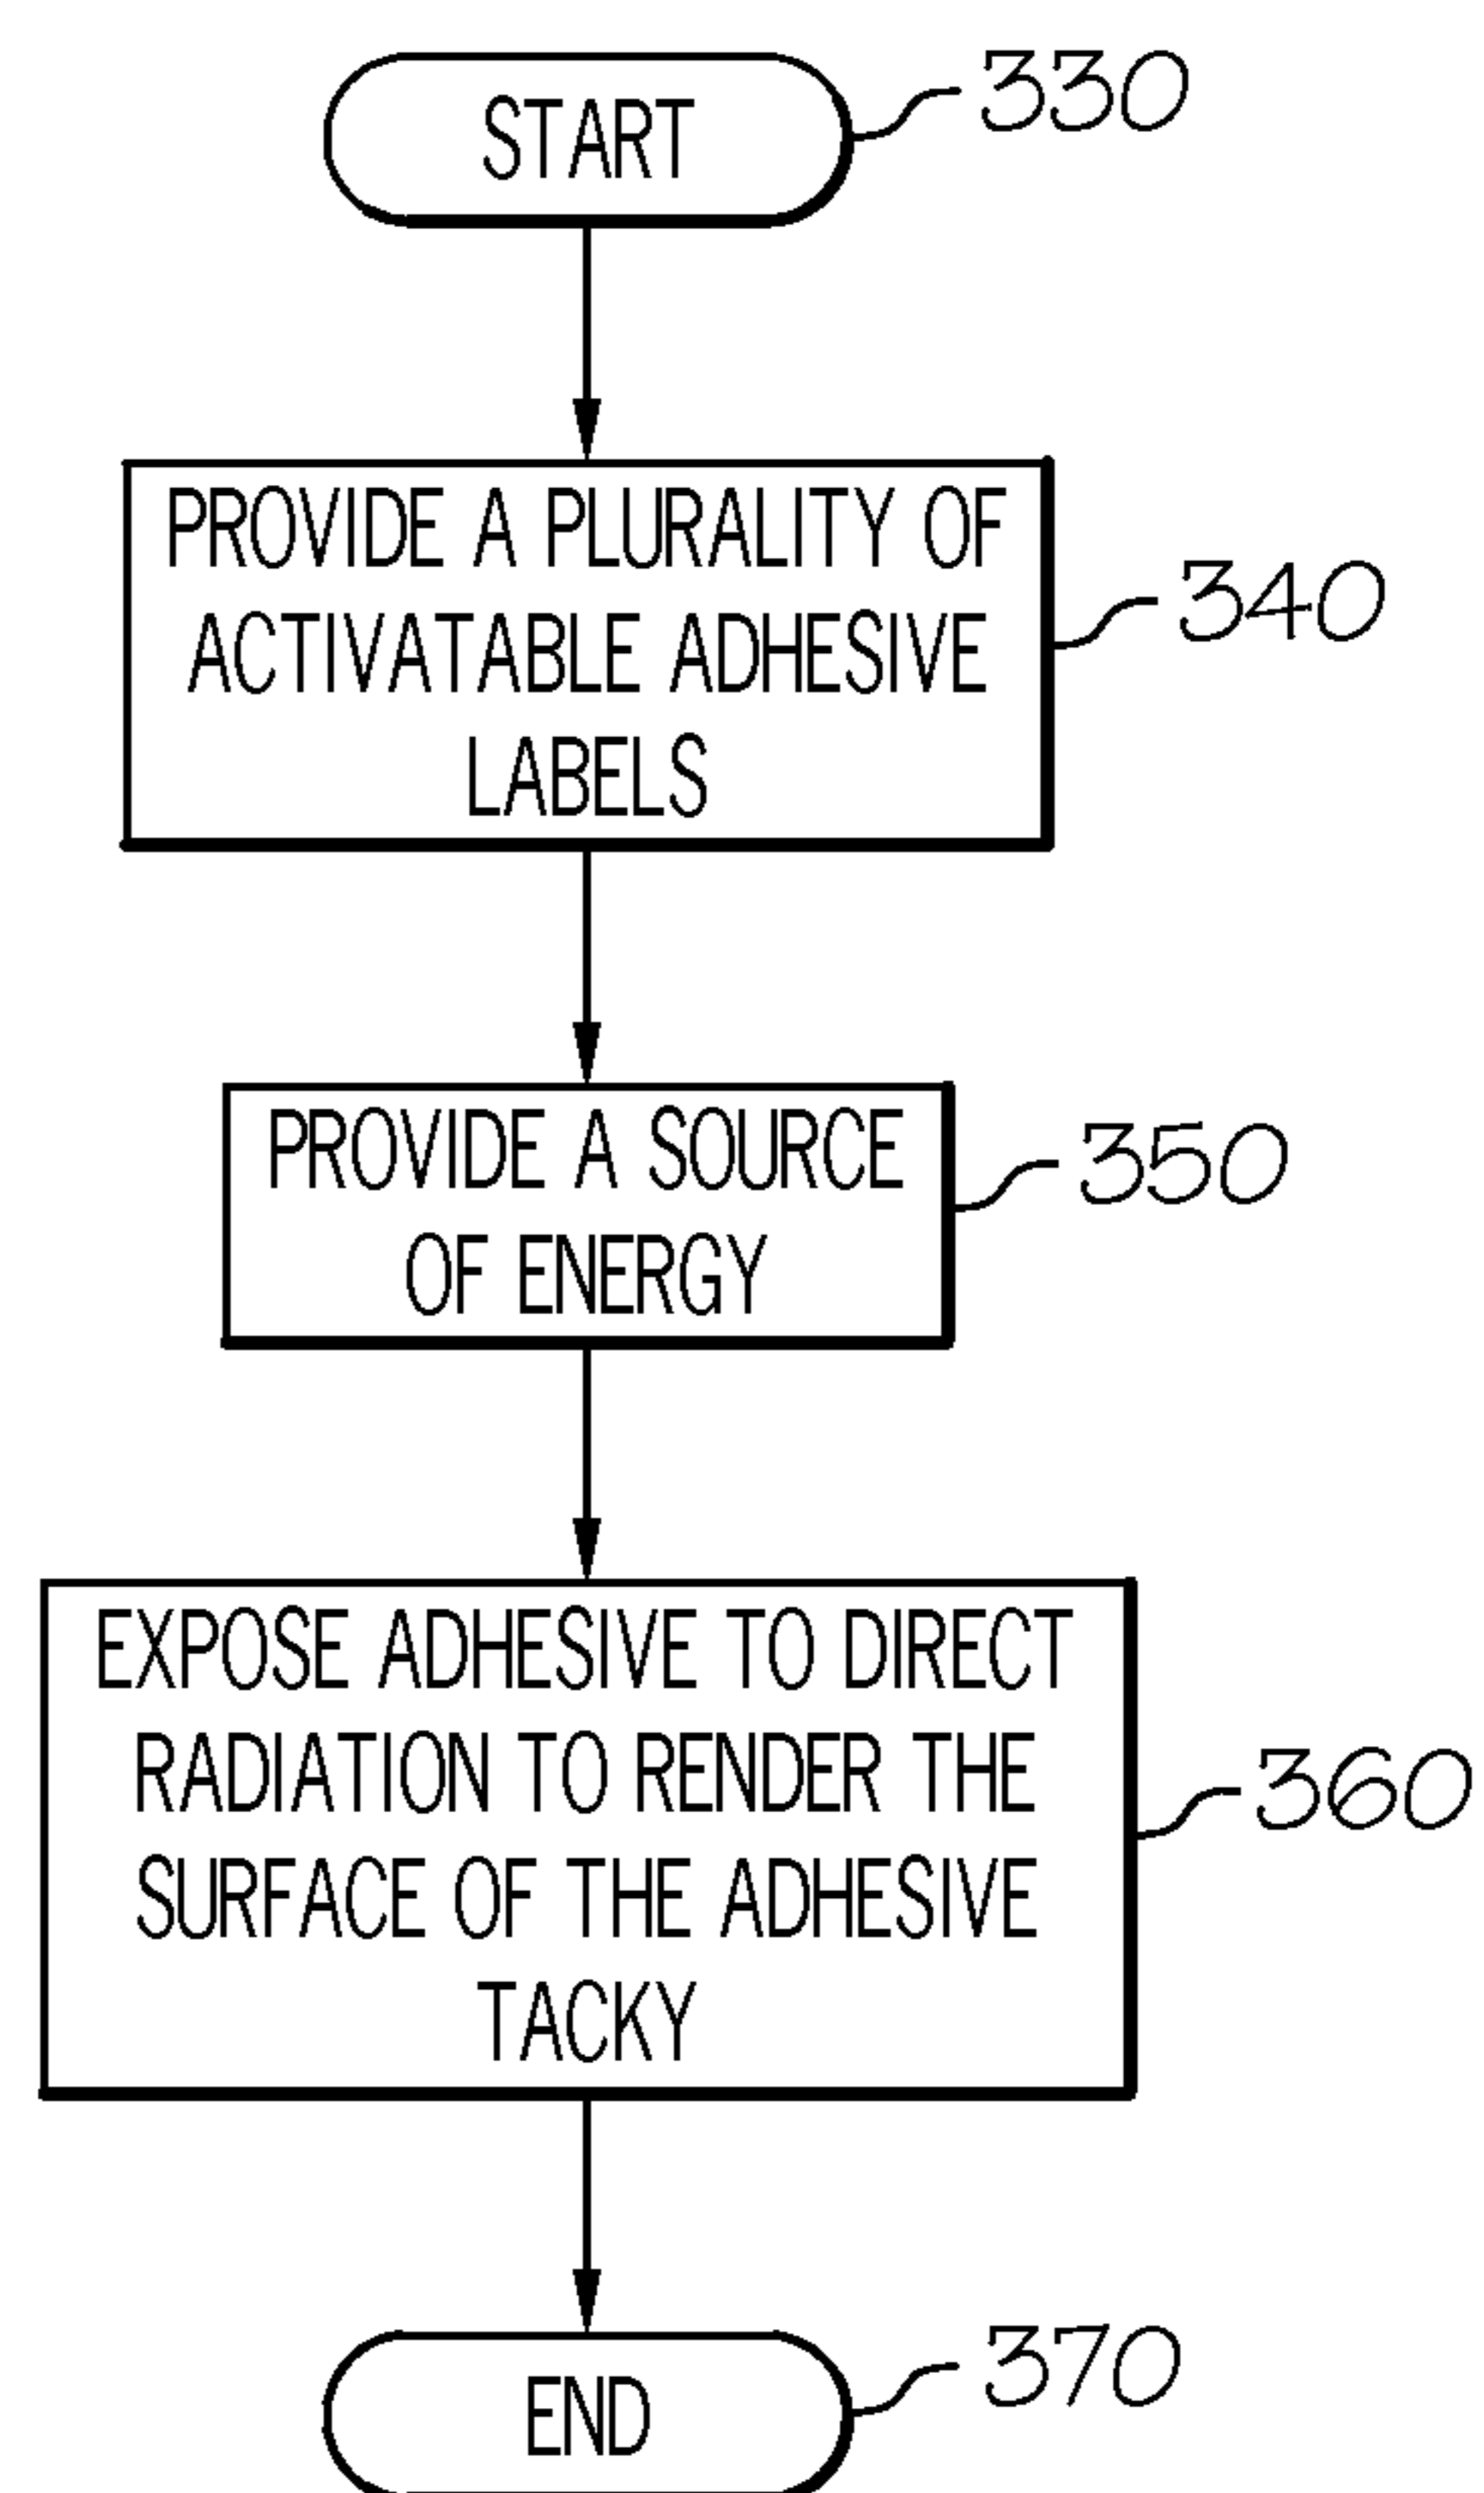 START
330
PROVIDE A PLURALITY OF
ACTIVATABLE ADHESIVE
LABELS
340
PROVIDE A SOURCE
OF ENERGY
350
EXPOSE ADHESIVE TO DIRECT
RADIATION TO RENDER THE
SURFACE OF THE ADHESIVE
TACKY
360
END
370